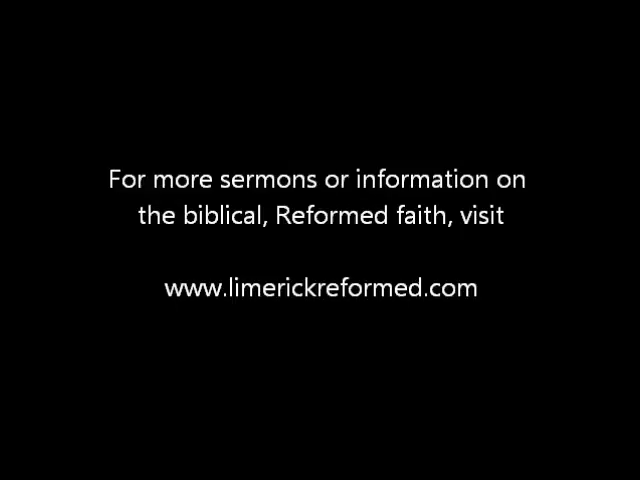 For more sermons or information on
the biblical, Reformed faith, visit
www.limerickreformed.com